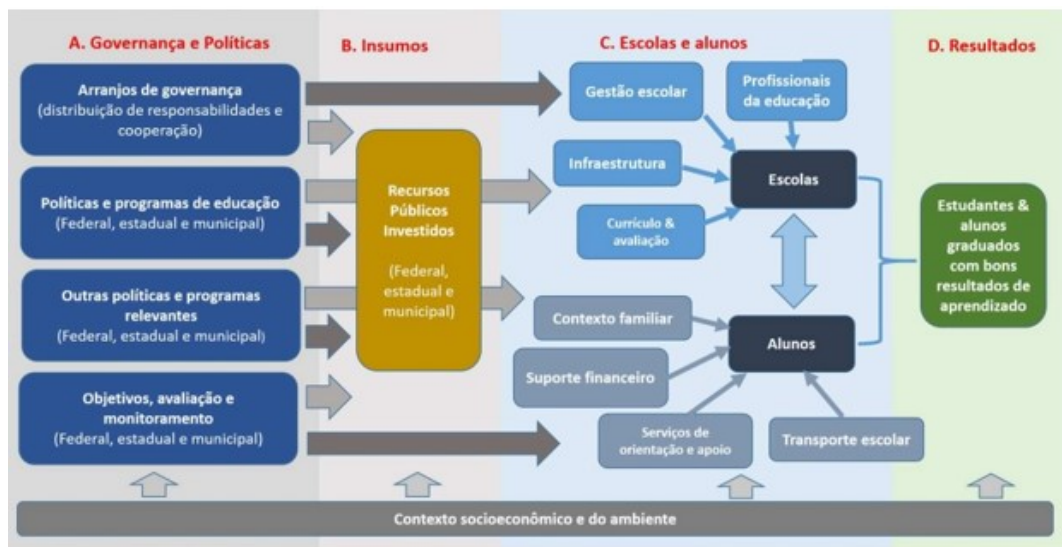 A. Governança e Políticas
Arranjos de governança
(distribuição de responsabilidades e
cooperação)
Políticas e programas de educação
(Federal, estadual e municipal)
Outras políticas e programas
relevantes
(Federal, estadual e municipal)
Objetivos, avaliação e
monitoramento
(Federal, estadual e municipal)
B. Insumos
Recursos
Públicos
Investidos
(Federal,
estadual e
municipal)
C. Escolas e alunos
Gestão escolar
Profissionais
da educação
Infraestrutura
Escolas
Currículo &
avaliação
Contexto familiar
Alunos
Suporte financeiro
Serviços de
orientação e apoio
Transporte escolar
D. Resultados
Estudantes &
alunos
graduados
com bons
resultados de
aprendizado
Contexto socioeconômico e do ambiente